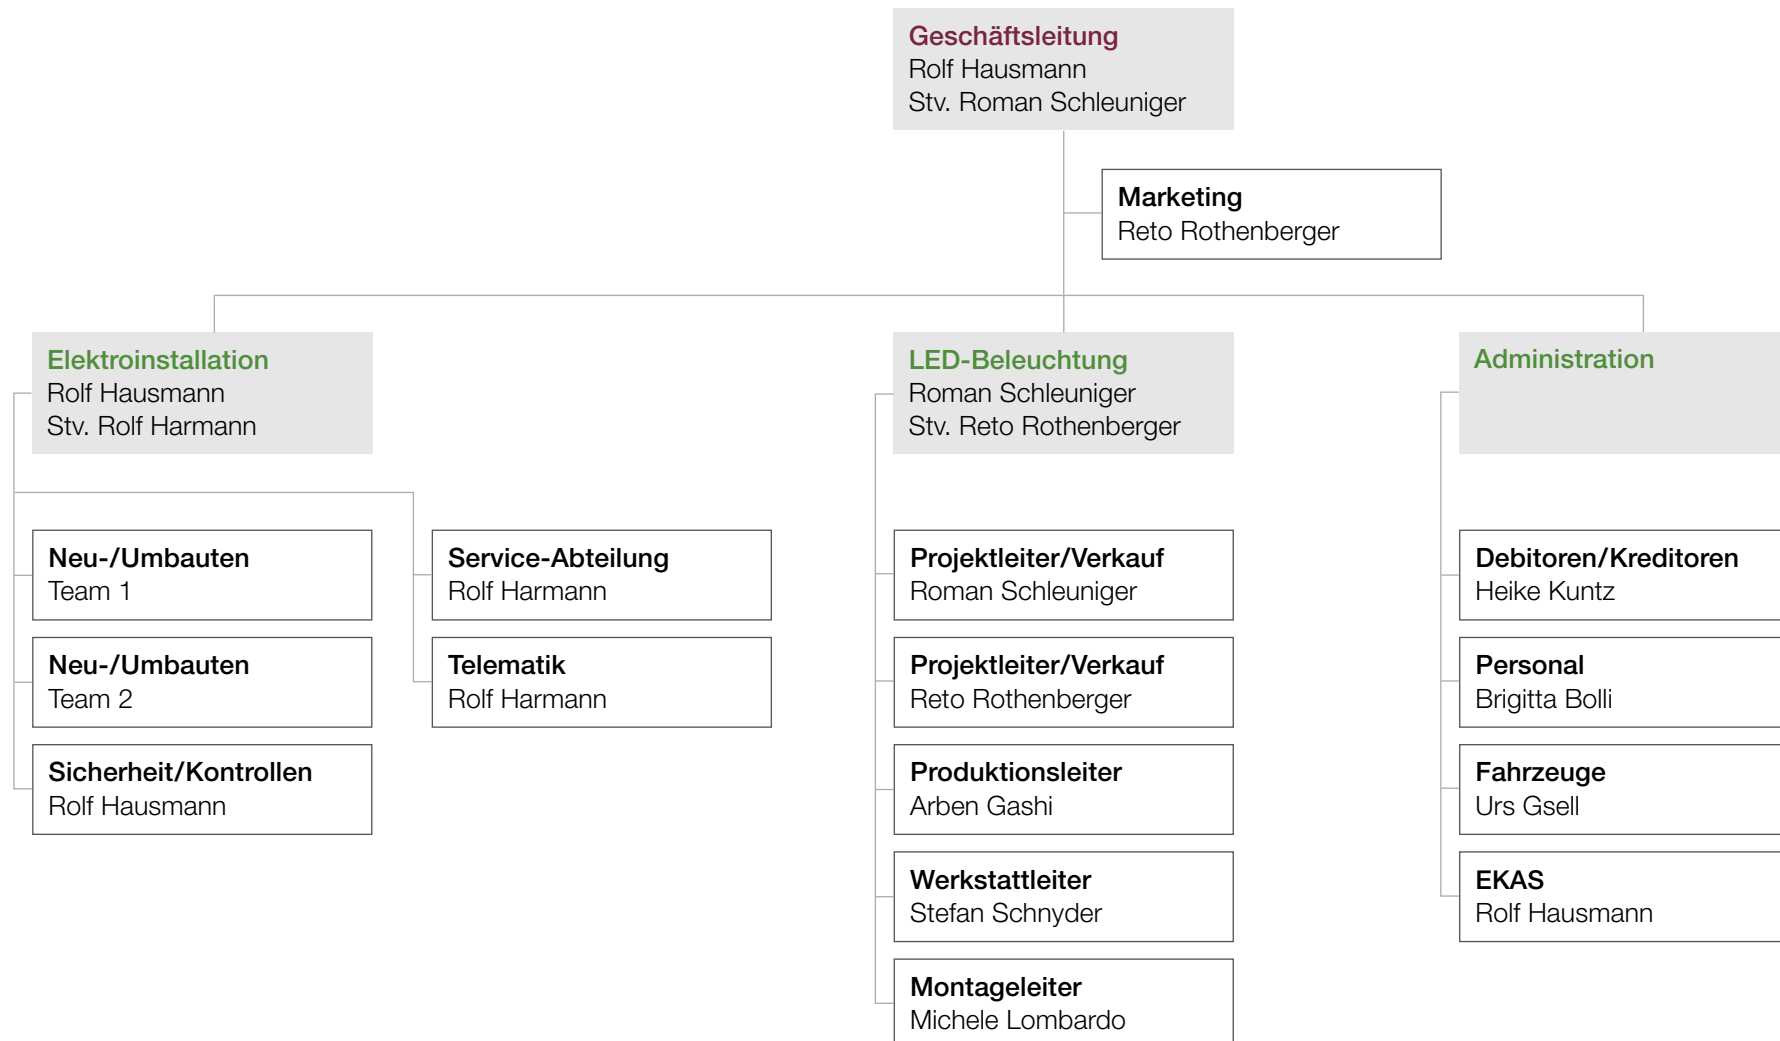 Geschäftsleitung
Rolf Hausmann
Stv. Roman Schleuniger
Marketing
Reto Rothenberger
Elektroinstallation
Rolf Hausmann
Stv. Rolf Harmann
Neu-/Umbauten
Team 1
Neu-/Umbauten
Team 2
Sicherheit/Kontrollen
Rolf Hausmann
Service-Abteilung
Rolf Harmann
Telematik
Rolf Harmann
LED-Beleuchtung
Roman Schleuniger
Stv. Reto Rothenberger
Projektleiter/Verkauf
Roman Schleuniger
Projektleiter/Verkauf
Reto Rothenberger
Produktionsleiter
Arben Gashi
Werkstattleiter
Stefan Schnyder
Montageleiter
Michele Lombardo
Administration
Debitoren/Kreditoren
Heike Kuntz
Personal
Brigitta Bolli
Fahrzeuge
Urs Gsell
EKAS
Rolf Hausmann